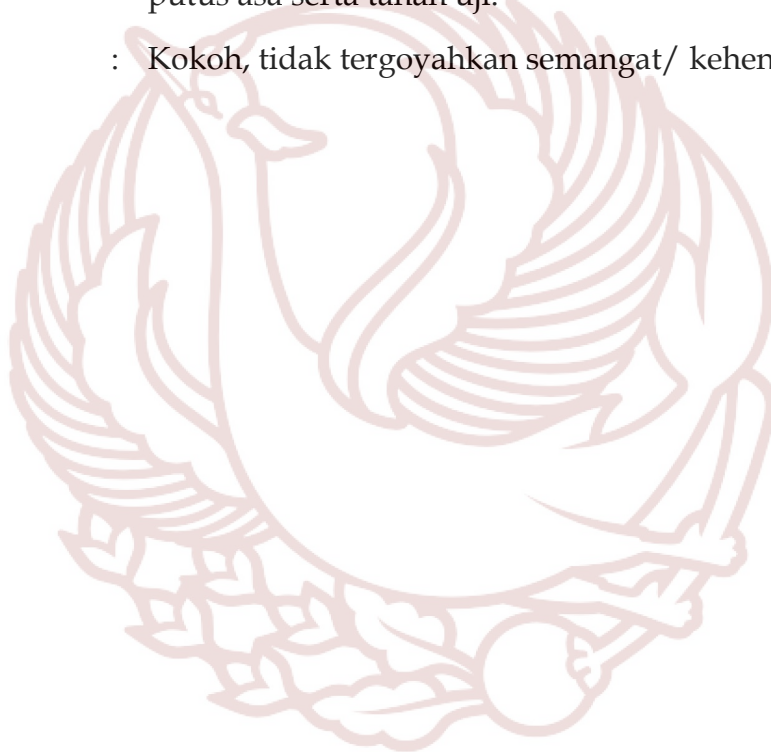 putus asa serta tahan uji.
: Kokoh, tidak tergoyahkan semangat/ kehen